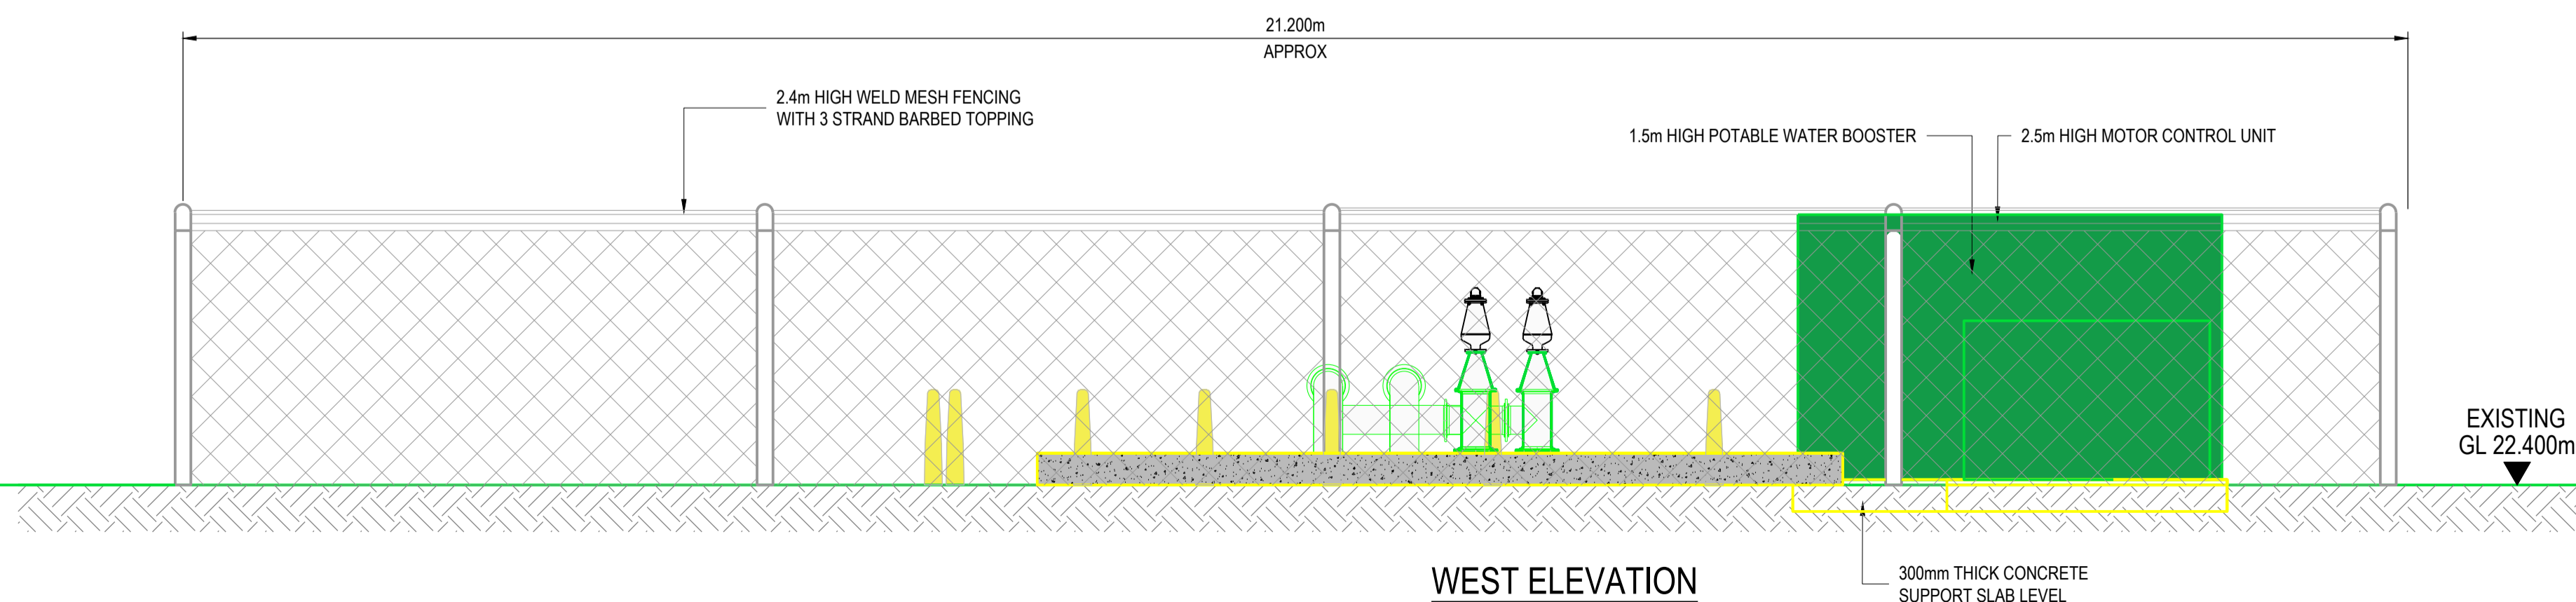 21.200m
APPROX
2.4m HIGH WELD MESH FENCING
WITH 3 STRAND BARBED TOPPING
1.5m HIGH POTABLE WATER BOOSTER
2.5m HIGH MOTOR CONTROL UNIT
EXISTING
GL 22.400m
WEST ELEVATION
300mm THICK CONCRETE
SUPPORT SLAB LEVEL